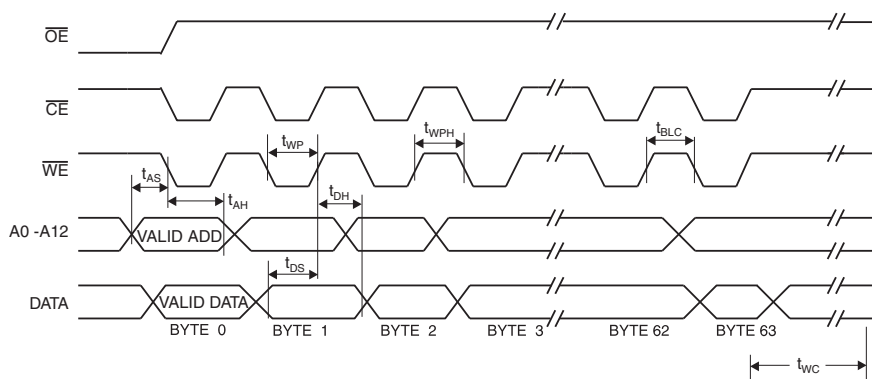 OE
CE
tWP
tWPH
tBLC
WE
tAS
tAH
tDH
A0 -A12
VALID ADD
tDS
DATA
VALID DATA
BYTE 0
BYTE 1
BYTE 2
BYTE 3
BYTE 62
BYTE 63
tWC